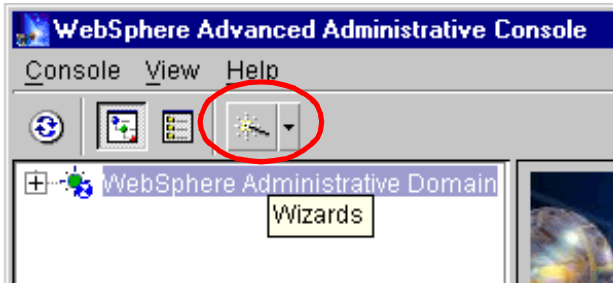 WebSphere Advanced Administrative Console
Console View Help
WebSphere Administrative Domain
Wizards